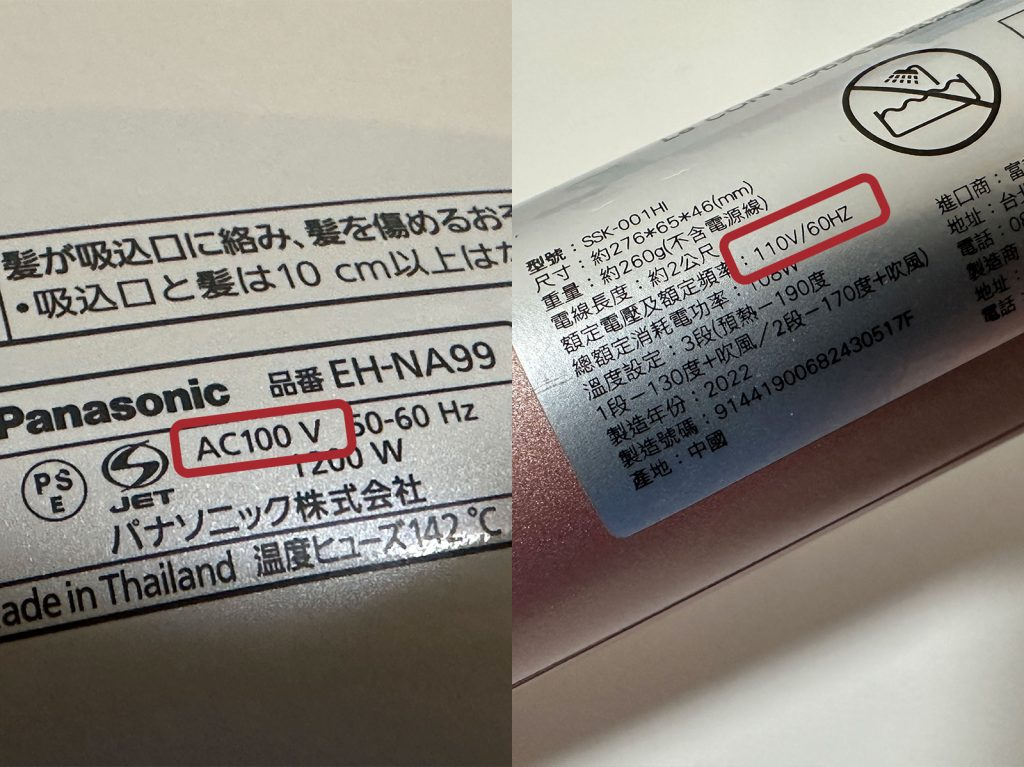 髪が吸込口に絡み、髪を傷めるおそ
・吸込口と髪は10 cm以上は
Panasonic 品番 EH-NA99
AC100 V 50-60 Hz
1200 W
PS
E
JET
パナソニック株式会社
ade in Thailand 温度ヒューズ142 ℃
型號：SSK-001HI
尺寸：約276*65*46(mm)
重量：約260g(不含電源線)
電線長度：約2公尺
額定電壓及額定頻率：110V/60HZ
總額定消耗電功率：108W
溫度設定：3段(預熱－190度
1段－130度+吹風／2段－170度+吹風)
製造年份：2022
製造號碼：91441900682430517F
產地：中國
進口商：富
地址：台北
電話：0
製造商：
地址：
電話：